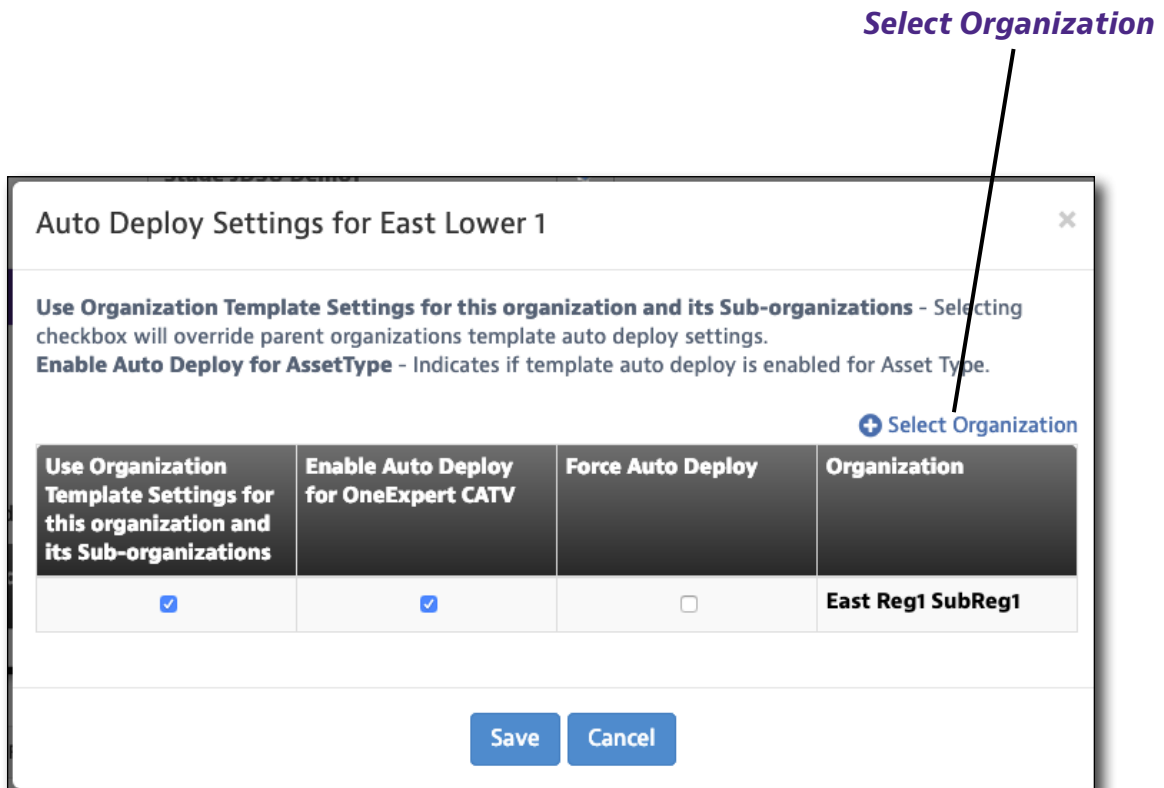 Select Organization
Auto Deploy Settings for East Lower 1
×
Use Organization Template Settings for this organization and its Sub-organizations - Selecting
checkbox will override parent organizations template auto deploy settings.
Enable Auto Deploy for AssetType - Indicates if template auto deploy is enabled for Asset Type.
Select Organization
Use Organization
Template Settings for
this organization and
its Sub-organizations
Enable Auto Deploy
for OneExpert CATV
Force Auto Deploy
Organization
East Reg1 SubReg1
Save
Cancel